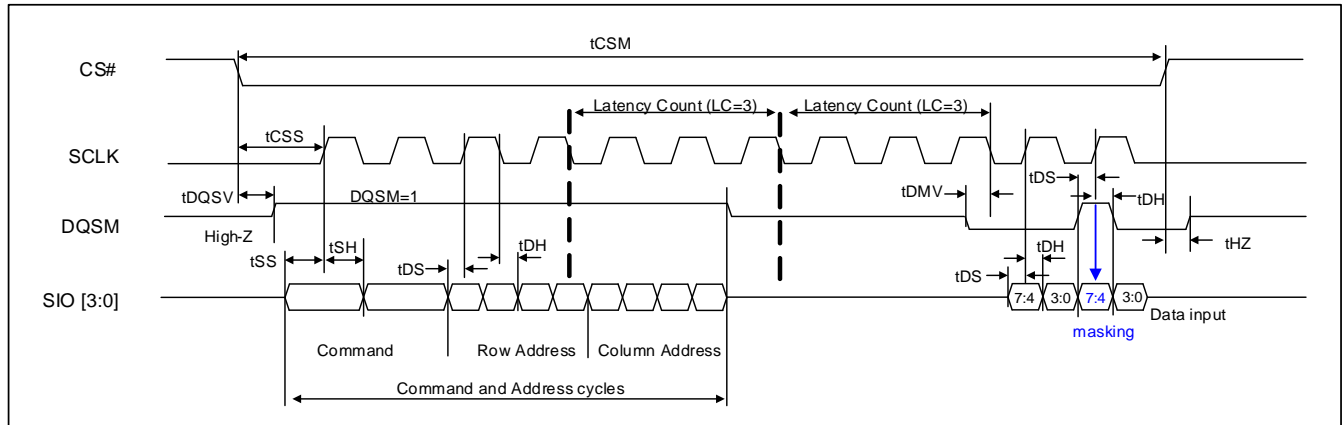 tCSM
CS#
Latency Count (LC=3)
Latency Count (LC=3)
tCSS
SCLK
tDS
tDQSV
DQSM=1
tDMV
tDH
DQSM
High-Z
tSS
tSH
tDH
tDH
tHZ
tDS
tDS
SIO [3:0]
7:4
3:0
7:4
3:0
Data input
masking
Command
Row Address
Column Address
Command and Address cycles